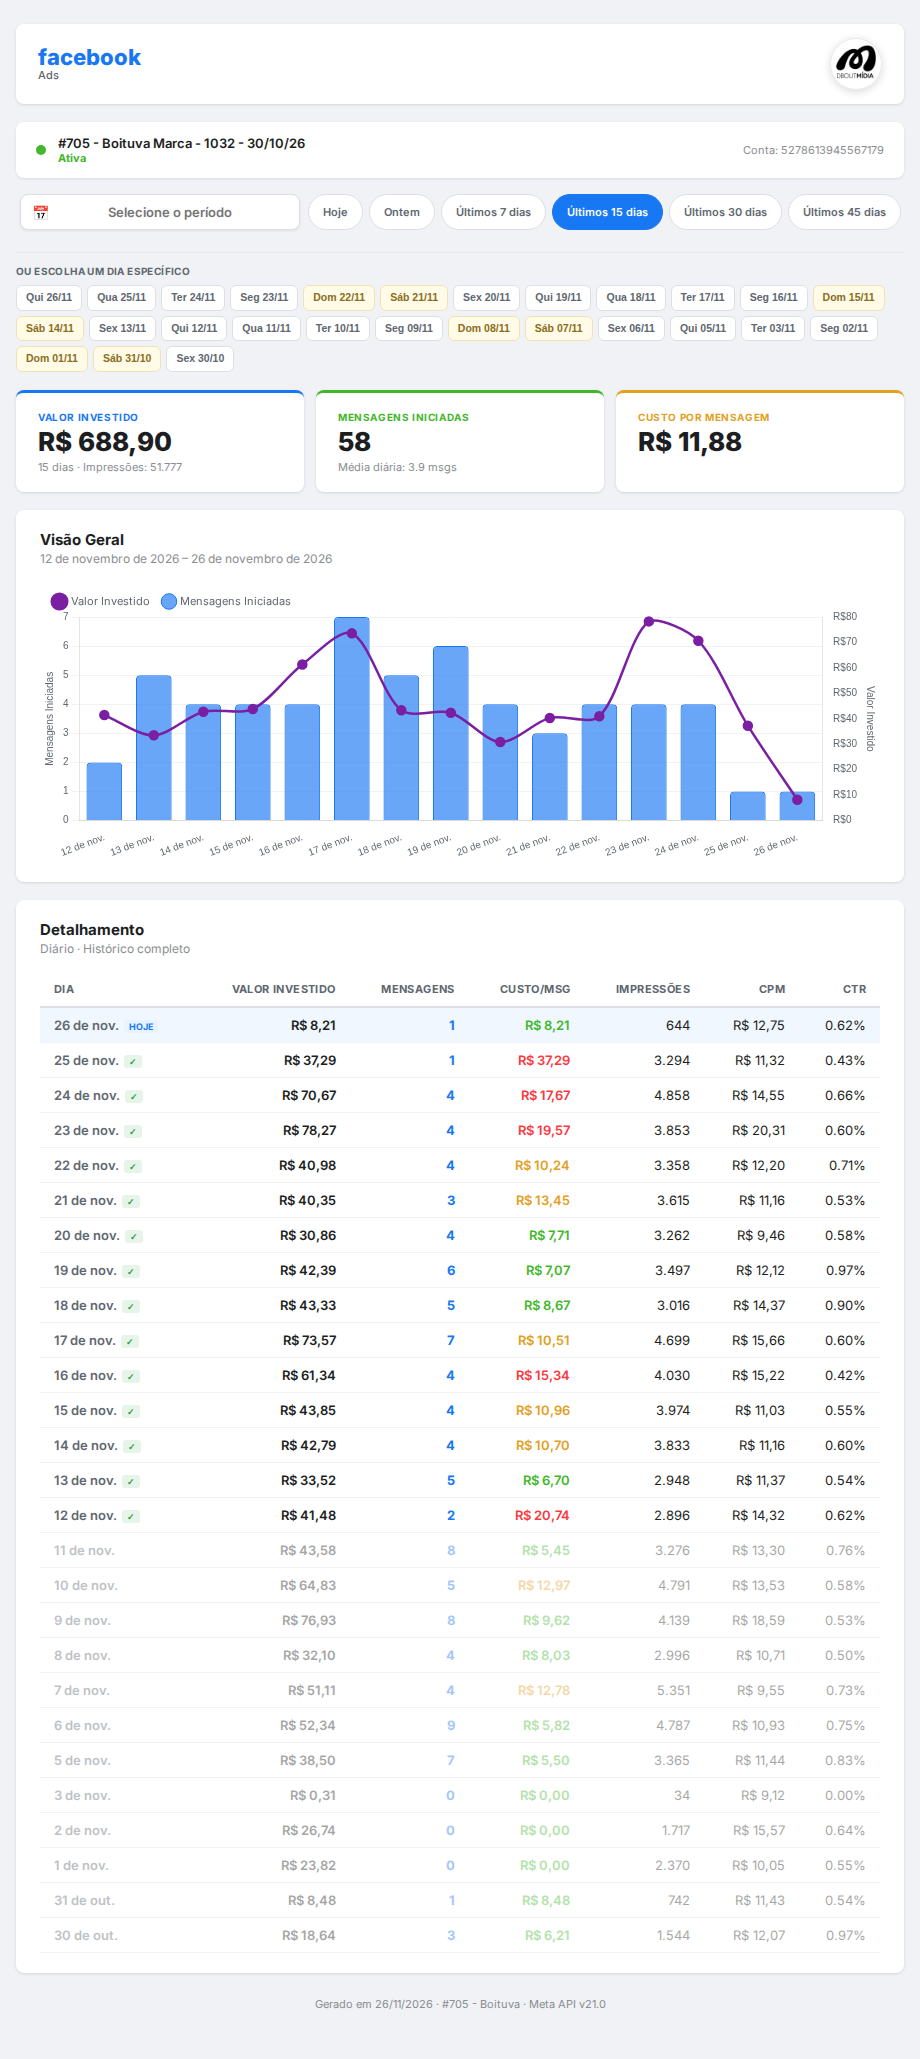 facebook
Ads
DBOUTMÍDIA
#705 - Boituva Marca - 1032 - 30/10/26
Ativa
Conta: 5278613945567179
Selecione o período
Hoje
Ontem
Últimos 7 dias
Últimos 15 dias
Últimos 30 dias
Últimos 45 dias
OU ESCOLHA UM DIA ESPECÍFICO
Qui 26/11 Qua 25/11 Ter 24/11 Seg 23/11 Dom 22/11 Sáb 21/11 Sex 20/11 Qui 19/11 Qua 18/11 Ter 17/11 Seg 16/11 Dom 15/11
Sáb 14/11 Sex 13/11 Qui 12/11 Qua 11/11 Ter 10/11 Seg 09/11 Dom 08/11 Sáb 07/11 Sex 06/11 Qui 05/11 Ter 03/11 Seg 02/11
Dom 01/11 Sáb 31/10 Sex 30/10
VALOR INVESTIDO
R$ 688,90
15 dias · Impressões: 51.777
MENSAGENS INICIADAS
58
Média diária: 3.9 msgs
CUSTO POR MENSAGEM
R$ 11,88
Visão Geral
12 de novembro de 2026 – 26 de novembro de 2026
Valor Investido
Mensagens Iniciadas
7
6
5
4
3
2
1
0
Mensagens Iniciadas
R$80
R$70
R$60
R$50
R$40
R$30
R$20
R$10
R$0
Valor Investido
12 de nov. 13 de nov. 14 de nov. 15 de nov. 16 de nov. 17 de nov. 18 de nov. 19 de nov. 20 de nov. 21 de nov. 22 de nov. 23 de nov. 24 de nov. 25 de nov. 26 de nov.
Detalhamento
Diário · Histórico completo
DIA VALOR INVESTIDO MENSAGENS CUSTO/MSG IMPRESSÕES CPM CTR
26 de nov. HOJE R$ 8,21 1 R$ 8,21 644 R$ 12,75 0.62%
25 de nov. ✓ R$ 37,29 1 R$ 37,29 3.294 R$ 11,32 0.43%
24 de nov. ✓ R$ 70,67 4 R$ 17,67 4.858 R$ 14,55 0.66%
23 de nov. ✓ R$ 78,27 4 R$ 19,57 3.853 R$ 20,31 0.60%
22 de nov. ✓ R$ 40,98 4 R$ 10,24 3.358 R$ 12,20 0.71%
21 de nov. ✓ R$ 40,35 3 R$ 13,45 3.615 R$ 11,16 0.53%
20 de nov. ✓ R$ 30,86 4 R$ 7,71 3.262 R$ 9,46 0.58%
19 de nov. ✓ R$ 42,39 6 R$ 7,07 3.497 R$ 12,12 0.97%
18 de nov. ✓ R$ 43,33 5 R$ 8,67 3.016 R$ 14,37 0.90%
17 de nov. ✓ R$ 73,57 7 R$ 10,51 4.699 R$ 15,66 0.60%
16 de nov. ✓ R$ 61,34 4 R$ 15,34 4.030 R$ 15,22 0.42%
15 de nov. ✓ R$ 43,85 4 R$ 10,96 3.974 R$ 11,03 0.55%
14 de nov. ✓ R$ 42,79 4 R$ 10,70 3.833 R$ 11,16 0.60%
13 de nov. ✓ R$ 33,52 5 R$ 6,70 2.948 R$ 11,37 0.54%
12 de nov. ✓ R$ 41,48 2 R$ 20,74 2.896 R$ 14,32 0.62%
11 de nov. R$ 43,58 8 R$ 5,45 3.276 R$ 13,30 0.76%
10 de nov. R$ 64,83 5 R$ 12,97 4.791 R$ 13,53 0.58%
9 de nov. R$ 76,93 8 R$ 9,62 4.139 R$ 18,59 0.53%
8 de nov. R$ 32,10 4 R$ 8,03 2.996 R$ 10,71 0.50%
7 de nov. R$ 51,11 4 R$ 12,78 5.351 R$ 9,55 0.73%
6 de nov. R$ 52,34 9 R$ 5,82 4.787 R$ 10,93 0.75%
5 de nov. R$ 38,50 7 R$ 5,50 3.365 R$ 11,44 0.83%
3 de nov. R$ 0,31 0 R$ 0,00 34 R$ 9,12 0.00%
2 de nov. R$ 26,74 0 R$ 0,00 1.717 R$ 15,57 0.64%
1 de nov. R$ 23,82 0 R$ 0,00 2.370 R$ 10,05 0.55%
31 de out. R$ 8,48 1 R$ 8,48 742 R$ 11,43 0.54%
30 de out. R$ 18,64 3 R$ 6,21 1.544 R$ 12,07 0.97%
Gerado em 26/11/2026 · #705 - Boituva · Meta API v21.0